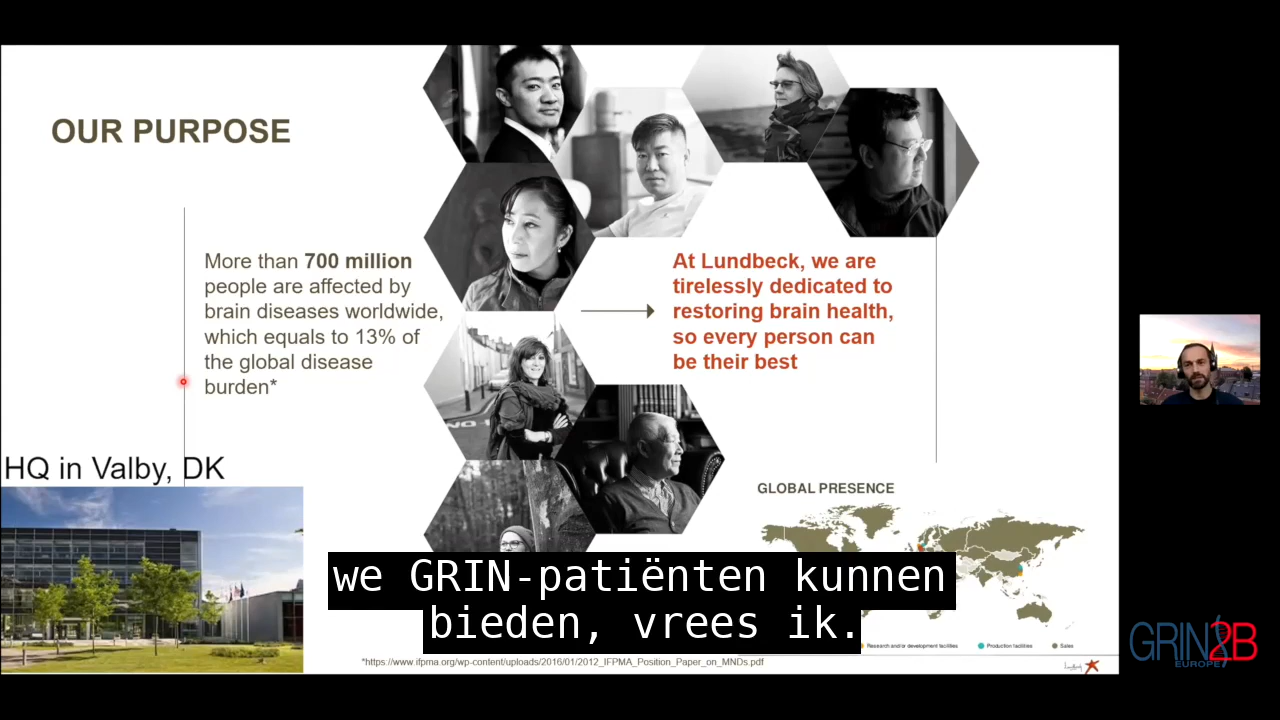 OUR PURPOSE
More than 700 million
people are affected by
brain diseases worldwide,
which equals to 13% of
the global disease
burden*
At Lundbeck, we are
tirelessly dedicated to
restoring brain health,
so every person can
be their best
HQ in Valby, DK
GLOBAL PRESENCE
we GRIN-patiënten kunnen
bieden, vrees ik.
Research and/or development facilities
Production facilities
Sales
*https://www.ifpma.org/wp-content/uploads/2016/01/2012_IFPMA_Position_Paper_on_MNDs.pdf
Lundbeck
GRIN2B
EUROPE